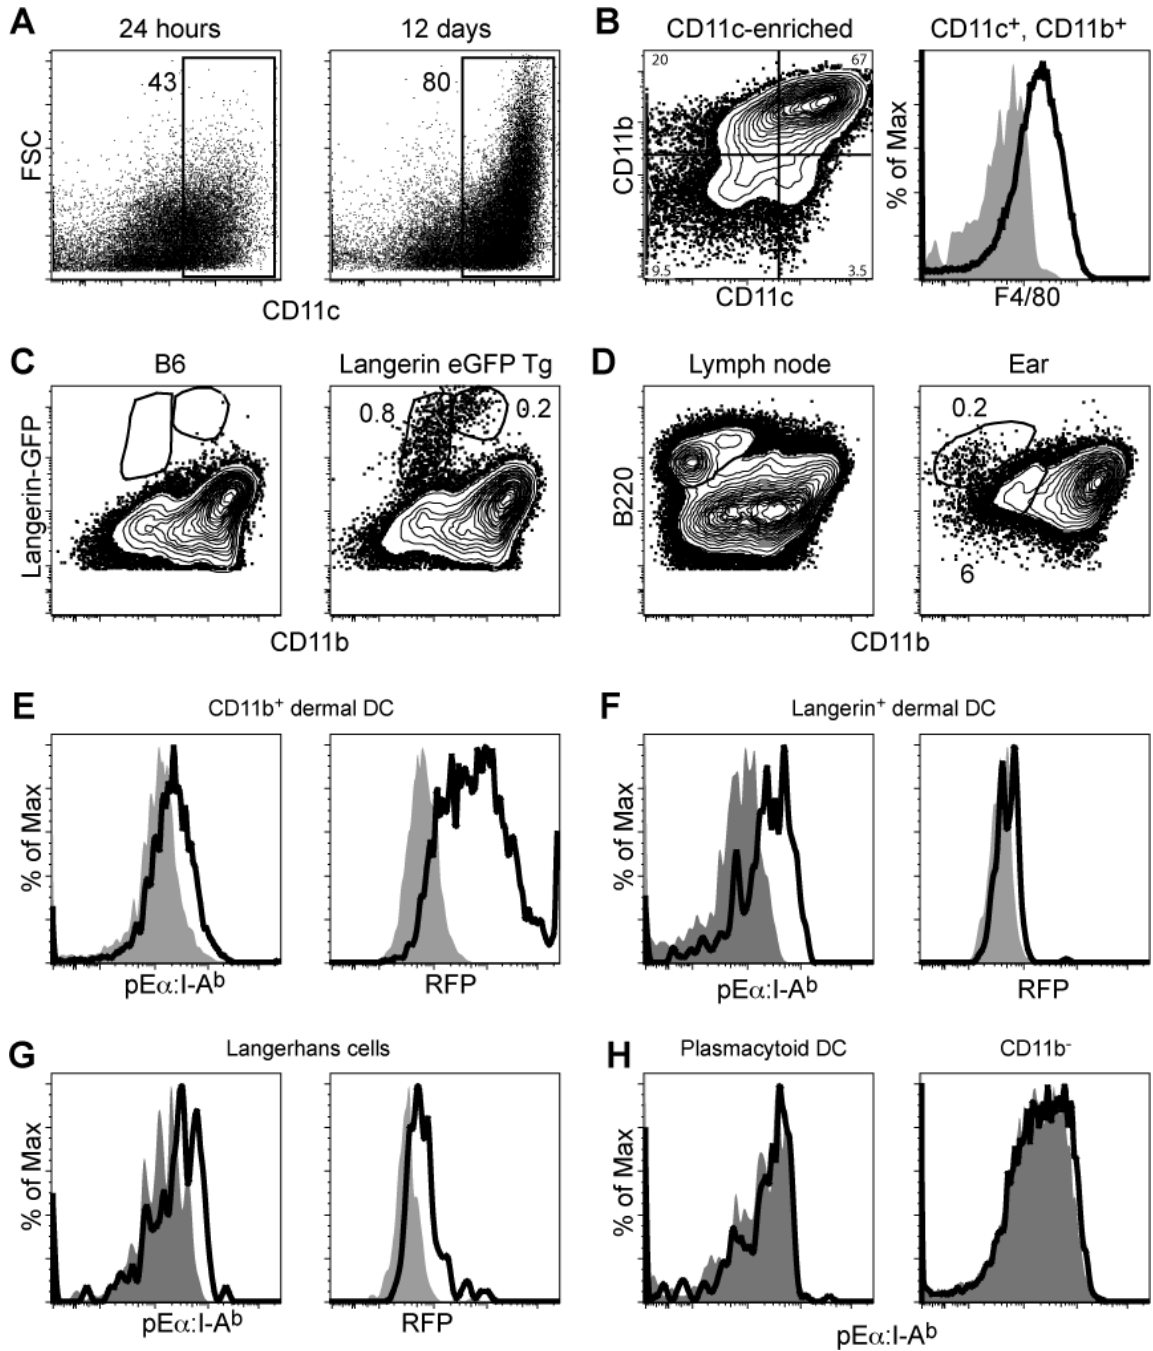 A
24 hours
12 days
43
80
FSC
CD11c
B
CD11c-enriched
CD11c⁺, CD11b⁺
20
67
9.5
3.5
CD11b
% of Max
CD11c
F4/80
C
B6
Langerin eGFP Tg
0.8
0.2
Langerin-GFP
CD11b
D
Lymph node
Ear
0.2
6
B220
CD11b
E
CD11b⁺ dermal DC
% of Max
pEα:I-Aᵇ
RFP
F
Langerin⁺ dermal DC
% of Max
pEα:I-Aᵇ
RFP
G
Langerhans cells
% of Max
pEα:I-Aᵇ
RFP
H
Plasmacytoid DC
CD11b⁻
% of Max
pEα:I-Aᵇ